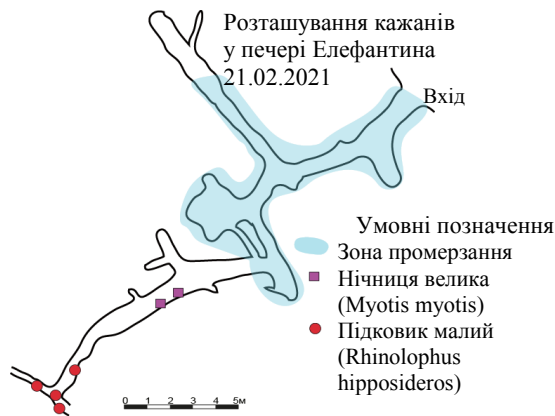 Розташування кажанів
у печері Елефантина
21.02.2021
Вхід
Умовні позначення
Зона промерзання
Нічниця велика
(Myotis myotis)
Підковик малий
(Rhinolophus
hipposideros)
0 1 2 3 4 5м